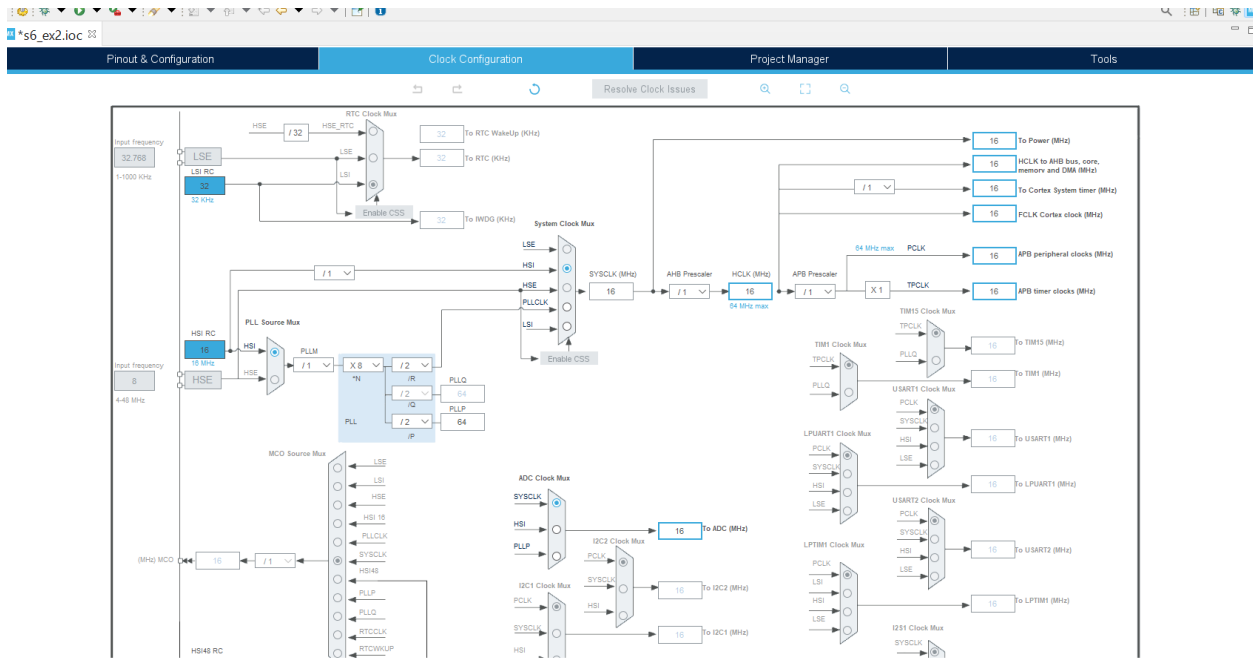 *s6_ex2.ioc
Pinout & Configuration
Clock Configuration
Project Manager
Tools
Resolve Clock Issues
RTC Clock Mux
HSE
/ 32
HSE_RTC
32
To RTC WakeUp (KHz)
Input frequency
32.768
1-1000 KHz
LSE
LSE
32
To RTC (KHz)
LSI RC
32
32 KHz
LSI
Enable CSS
32
To IWDG (KHz)
System Clock Mux
LSE
HSI
HSE
PLLCLK
LSI
Enable CSS
/ 1
SYSCLK (MHz)
16
AHB Prescaler
/ 1
HCLK (MHz)
16
64 MHz max
APB Prescaler
/ 1
16
To Power (MHz)
16
HCLK to AHB bus, core,
memory and DMA (MHz)
/ 1
16
To Cortex System timer (MHz)
16
FCLK Cortex clock (MHz)
64 MHz max
PCLK
16
APB peripheral clocks (MHz)
X 1
TPCLK
16
APB timer clocks (MHz)
PLL Source Mux
HSI RC
16
16 MHz
HSI
HSE
Input frequency
8
4-48 MHz
HSE
PLLM
/ 1
X 8
*N
/ 2
/R
PLLQ
/ 2
64
/Q
PLLP
PLL
/ 2
64
/P
TIM15 Clock Mux
TPCLK
PLLQ
16
To TIM15 (MHz)
TIM1 Clock Mux
TPCLK
PLLQ
16
To TIM1 (MHz)
USART1 Clock Mux
PCLK
SYSCLK
HSI
LSE
16
To USART1 (MHz)
LPUART1 Clock Mux
PCLK
SYSCLK
HSI
LSE
16
To LPUART1 (MHz)
USART2 Clock Mux
PCLK
SYSCLK
HSI
LSE
16
To USART2 (MHz)
LPTIM1 Clock Mux
PCLK
LSI
HSI
LSE
16
To LPTIM1 (MHz)
I2S1 Clock Mux
SYSCLK
MCO Source Mux
LSE
LSI
HSE
HSI 16
PLLCLK
SYSCLK
HSI48
PLLP
PLLQ
RTCCLK
RTCWKUP
(MHz) MCO
16
/ 1
HSI48 RC
ADC Clock Mux
SYSCLK
HSI
PLLP
16
To ADC (MHz)
I2C2 Clock Mux
PCLK
SYSCLK
HSI
16
To I2C2 (MHz)
I2C1 Clock Mux
PCLK
SYSCLK
HSI
16
To I2C1 (MHz)